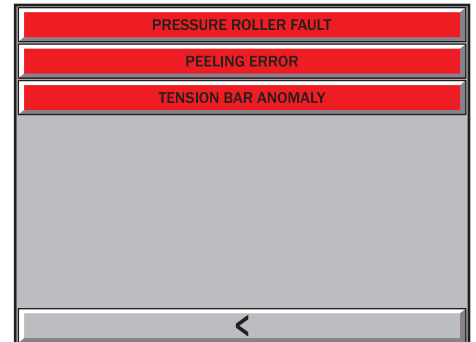 PRESSURE ROLLER FAULT
PEELING ERROR
TENSION BAR ANOMALY
<